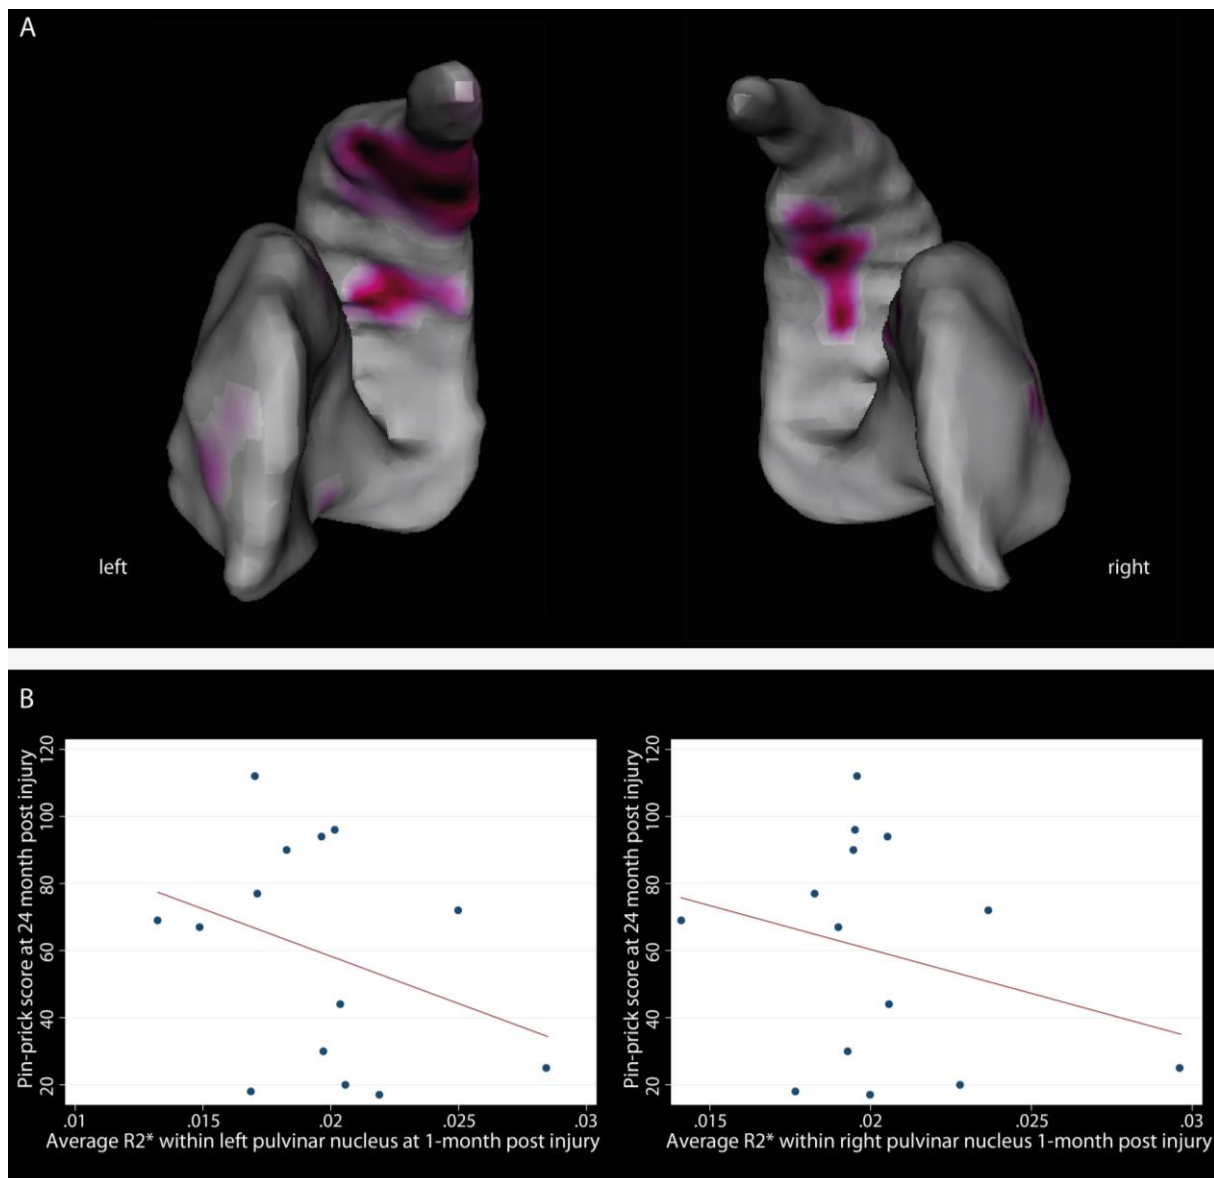 A
left
right
B
Pin-prick score at 24 month post injury
120
100
80
60
40
20
.01
.015
.02
.025
.03
Average R2* within left pulvinar nucleus at 1-month post injury
Pin-prick score at 24 month post injury
120
100
80
60
40
20
.015
.02
.025
.03
Average R2* within right pulvinar nucleus 1-month post injury